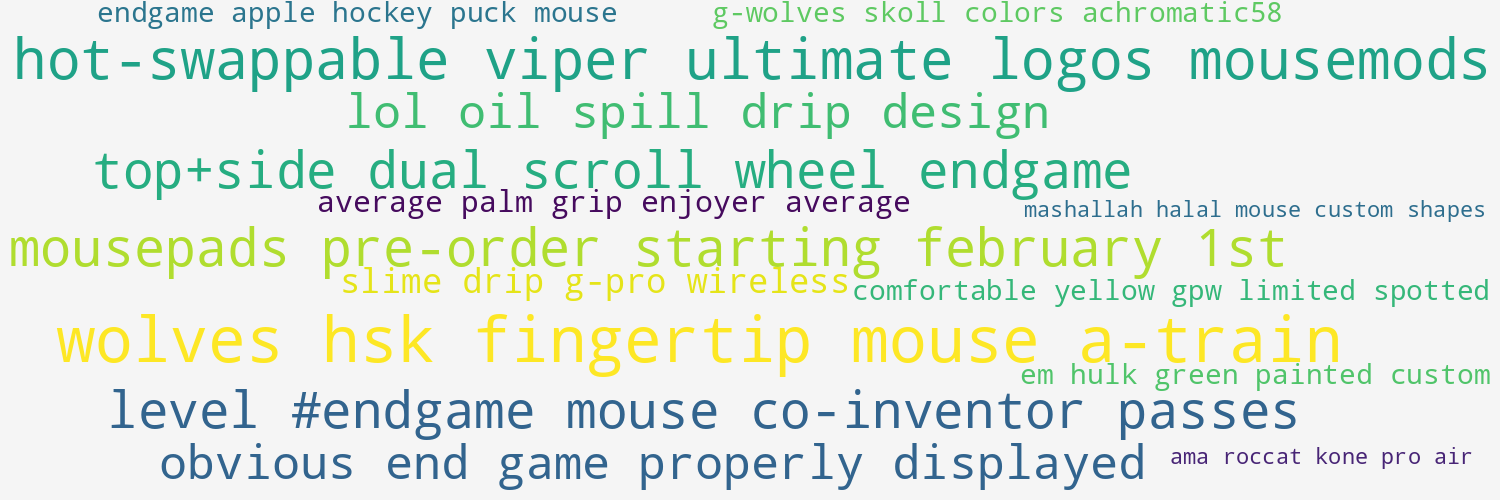 endgame apple hockey puck mouse
g-wolves skoll colors achromatic58
hot-swappable viper ultimate logos mousemods
lol oil spill drip design
top+side dual scroll wheel endgame
average palm grip enjoyer average
mashallah halal mouse custom shapes
mousepads pre-order starting february 1st
slime drip g-pro wireless
comfortable yellow gpw limited spotted
wolves hsk fingertip mouse a-train
em hulk green painted custom
level #endgame mouse co-inventor passes
obvious end game properly displayed
ama roccat kone pro air